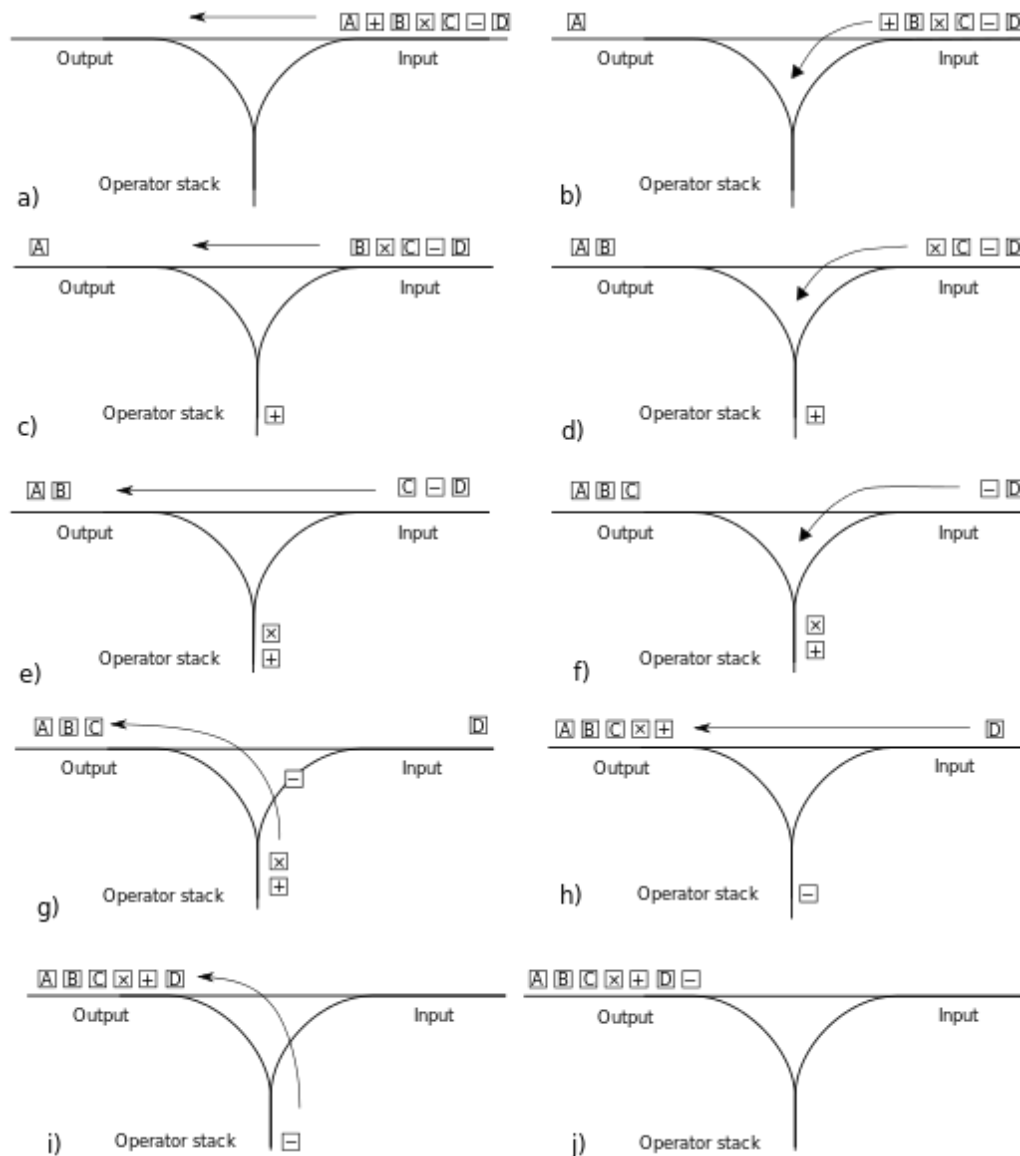 A + B × C − D
Output Input
Operator stack
a)
A + B × C − D
Output Input
Operator stack
b)
A B × C − D
Output Input
Operator stack +
c)
A B × C − D
Output Input
Operator stack +
d)
A B C − D
Output Input
×
Operator stack +
e)
A B C − D
Output Input
×
Operator stack +
f)
A B C D
Output Input
−
×
Operator stack +
g)
A B C × + D
Output Input
Operator stack −
h)
A B C × + D
Output Input
Operator stack −
i)
A B C × + D −
Output Input
Operator stack
j)